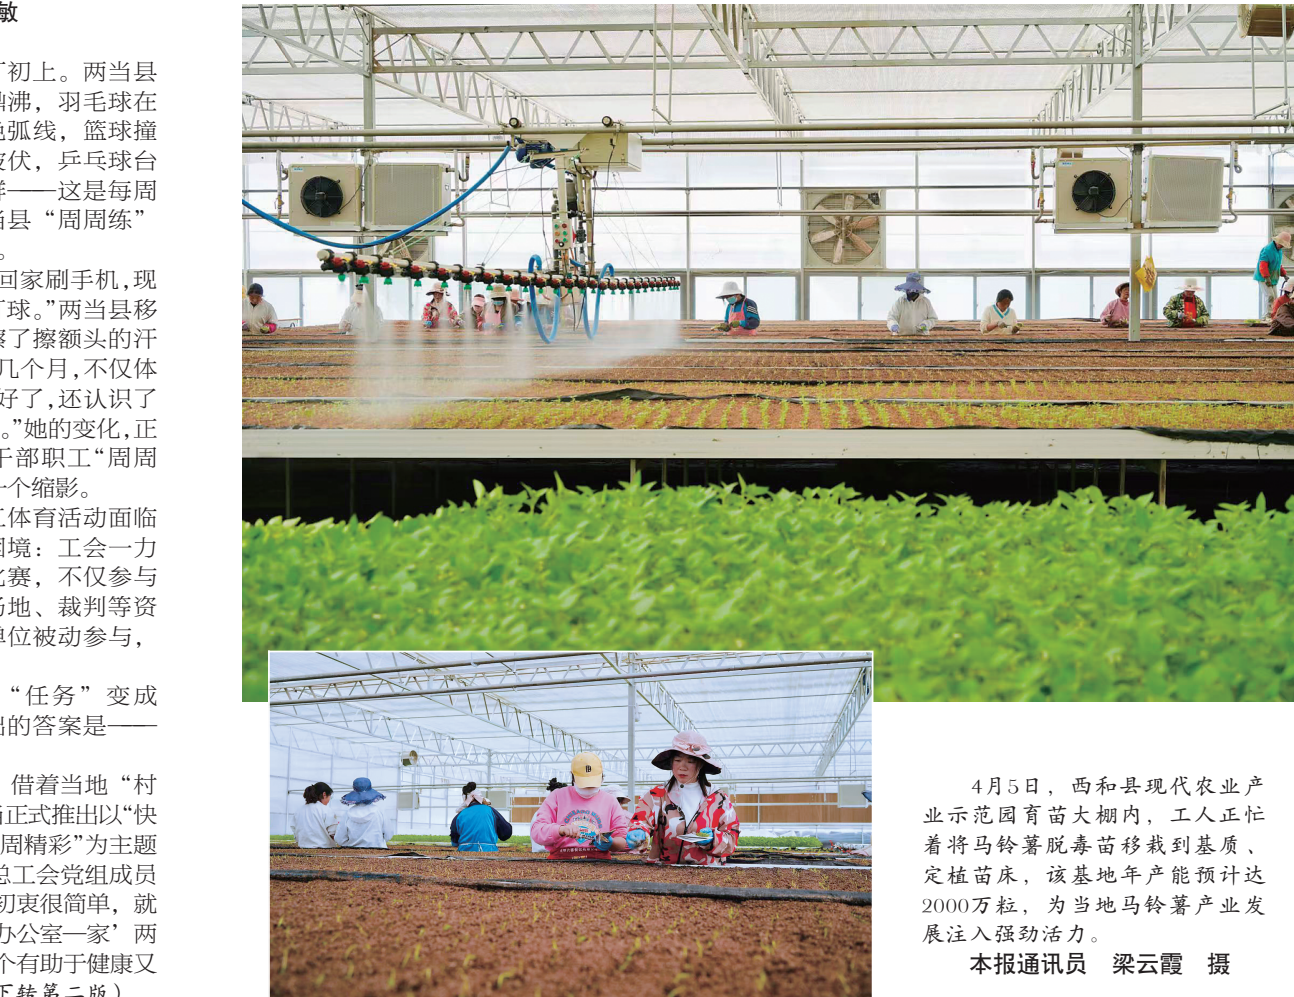 敏
初上。两当县
沸，羽毛球在
弧线，篮球撞
伏，乒乓球台
——这是每周
县“周周练”
。
回家刷手机，现
球。”两当县移
了擦额头的汗
几个月，不仅体
好了，还认识了
。”她的变化，正
干部职工“周周
一个缩影。
体育活动面临
困境：工会一力
比赛，不仅参与
场地、裁判等资
单位被动参与，
“任务”变成
的答案是——
借着当地“村
正式推出以“快
周精彩”为主题
总工会党组成员
初衷很简单，就
办公室—家’两
个有助于健康又
下转第二版）
4月5日，西和县现代农业产
业示范园育苗大棚内，工人正忙
着将马铃薯脱毒苗移栽到基质、
定植苗床，该基地年产能预计达
2000万粒，为当地马铃薯产业发
展注入强劲活力。
本报通讯员 梁云霞 摄